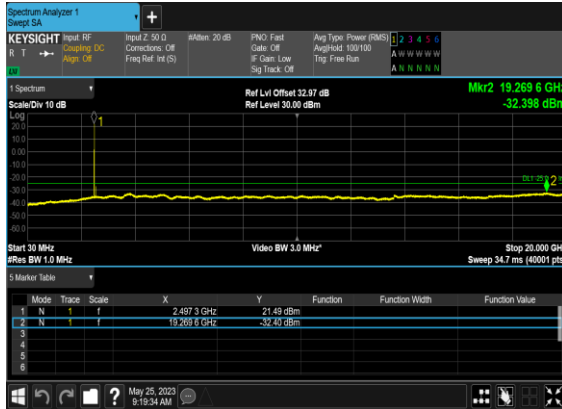 Spectrum Analyzer 1
Swept SA
+
KEYSIGHT
R T
LU
Input: RF
Coupling: DC
Align: Off
Input Z: 50 Ω
Corrections: Off
Freq Ref: Int (S)
#Atten: 20 dB
PNO: Fast
Gate: Off
IF Gain: Low
Sig Track: Off
Avg Type: Power (RMS)
Avg|Hold: 100/100
Trig: Free Run
1 2 3 4 5 6
A W W W W W
A N N N N N
1 Spectrum
Scale/Div 10 dB
Ref Lvl Offset 32.97 dB
Ref Level 30.00 dBm
Mkr2 19.269 6 GHz
-32.398 dBm
Log
20.0
10.0
0.00
-10.0
-20.0
-30.0
-40.0
-50.0
-60.0
1
2
Start 30 MHz
#Res BW 1.0 MHz
Video BW 3.0 MHz*
Stop 20.000 GH
Sweep 34.7 ms (40001 pts
5 Marker Table
Mode Trace Scale X Y Function Function Width Function Value
1 N 1 f 2.497 3 GHz 21.49 dBm
2 N 1 f 19.269 6 GHz -32.40 dBm
3
4
5
6
?
May 25, 2023
9:19:34 AM